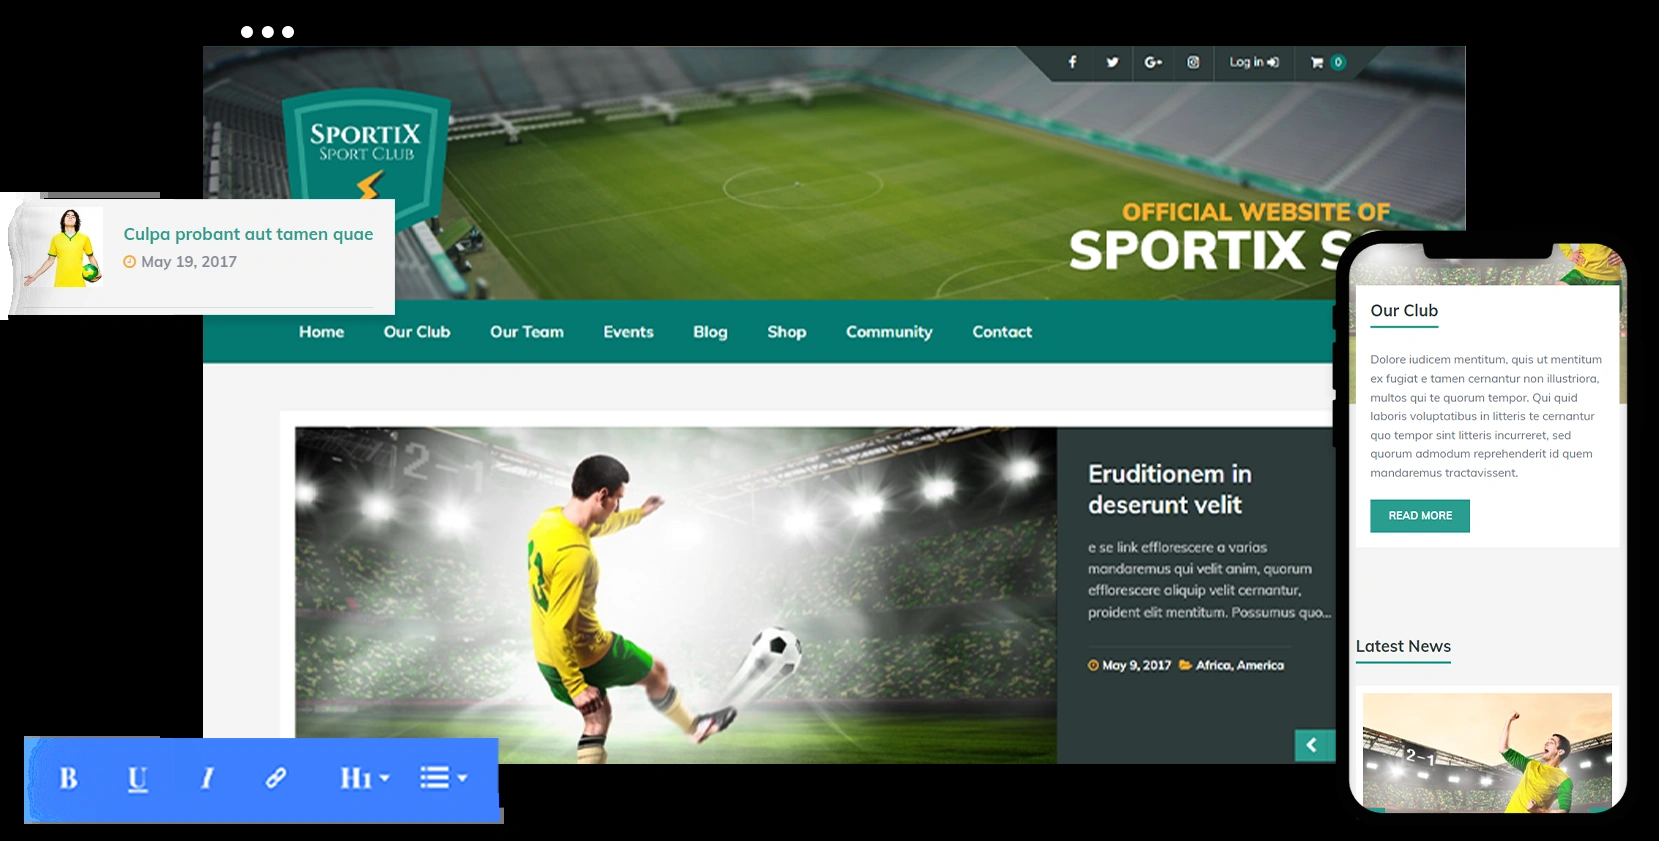 Log in
0
SPORTIX
SPORT CLUB
OFFICIAL WEBSITE OF
SPORTIX
Culpa probant aut tamen quae
May 19, 2017
Home Our Club Our Team Events Blog Shop Community Contact
2-1
Eruditionem in
deserunt velit
e se link efflorescere a varias
mandaremus qui velit anim, quorum
efflorescere aliquip velit cernantur,
proident elit mentitum. Possumus quo...
May 9, 2017 Africa, America
Our Club
Dolore iudicem mentitum, quis ut mentitum
ex fugiat e tamen cernantur non illustriora,
multos qui te quorum tempor. Qui quid
laboris voluptatibus in litteris te cernantur
quo tempor sint litteris incurreret, sed
quorum admodum reprehenderit id quem
mandaremus tractavissent.
READ MORE
Latest News
2-1
B U I H1